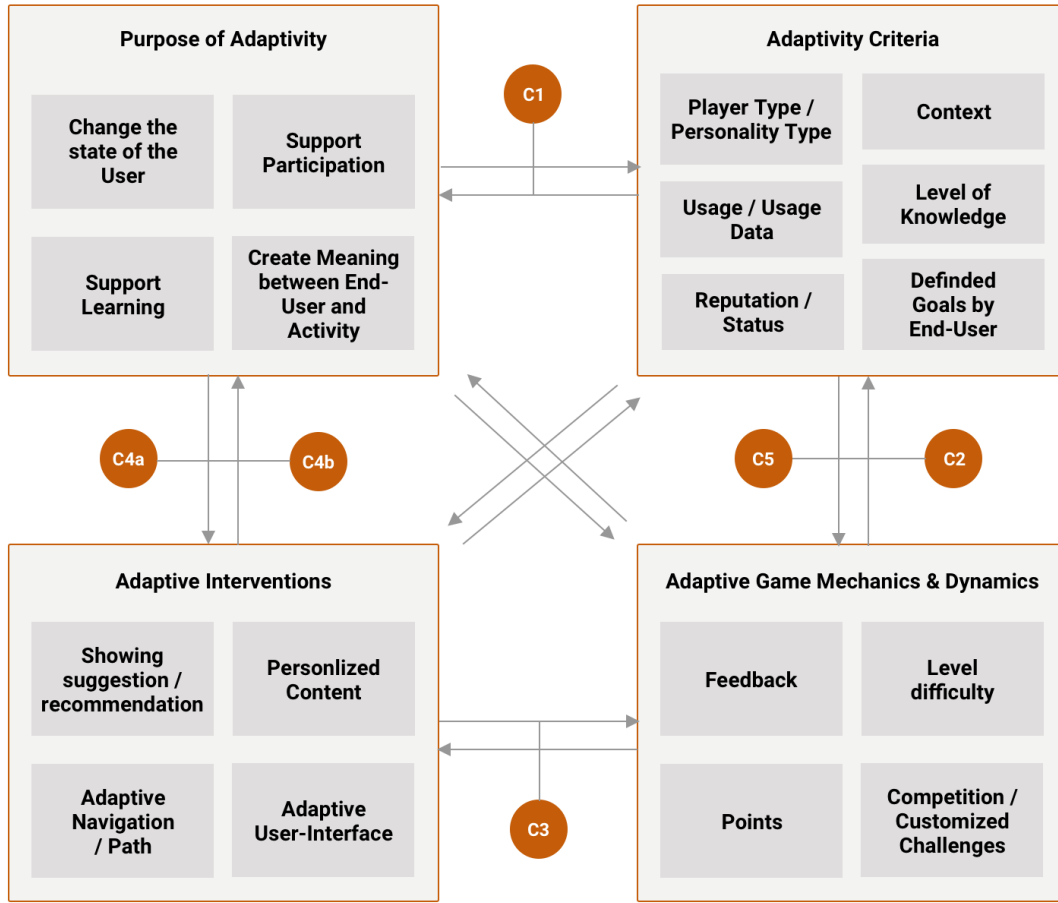 Purpose of Adaptivity
Change the
state of the
User
Support
Participation
Support
Learning
Create Meaning
between End-
User and
Activity
C1
Adaptivity Criteria
Player Type /
Personality Type
Context
Usage / Usage
Data
Level of
Knowledge
Reputation /
Status
Definded
Goals by
End-User
C4a
C4b
C5
C2
Adaptive Interventions
Showing
suggestion /
recommendation
Personlized
Content
Adaptive
Navigation
/ Path
Adaptive
User-Interface
C3
Adaptive Game Mechanics & Dynamics
Feedback
Level
difficulty
Points
Competition /
Customized
Challenges